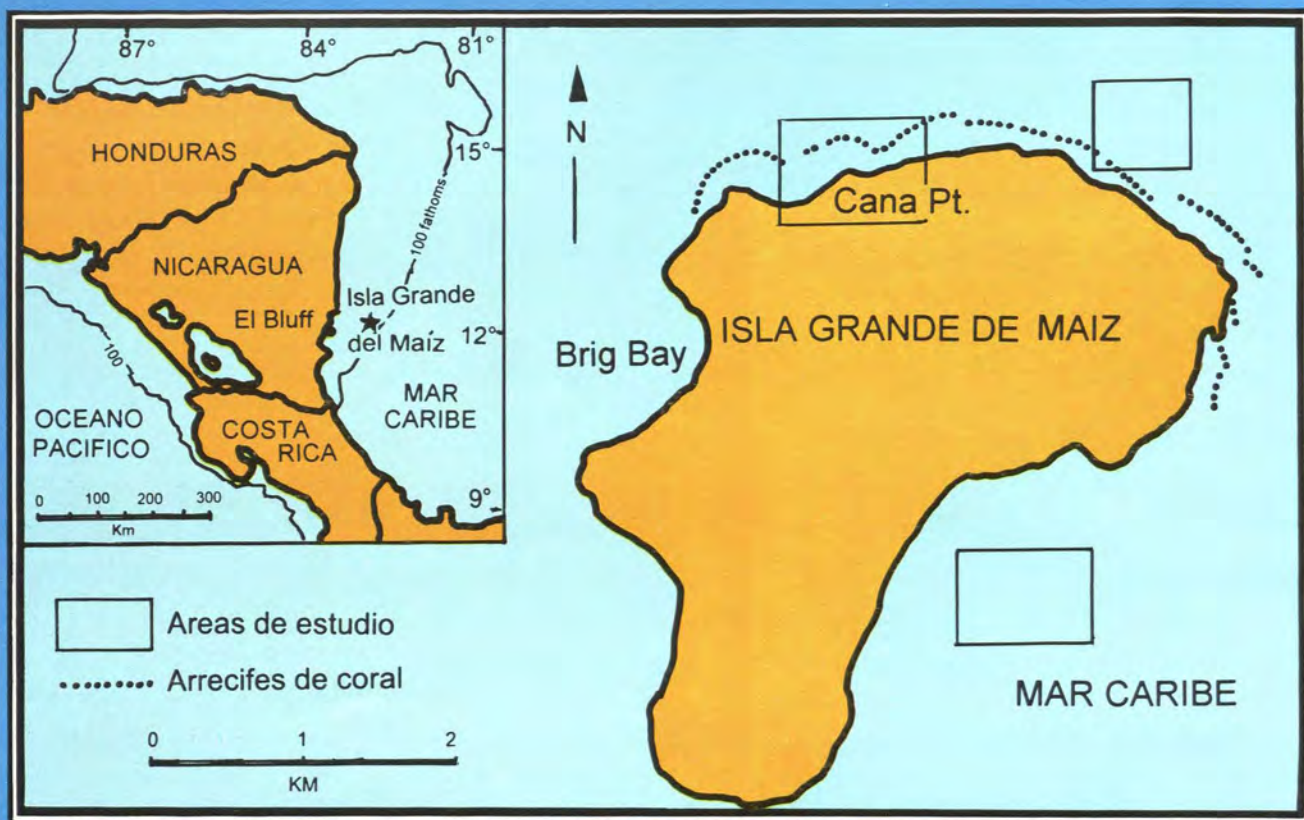 87°
84°
81°
HONDURAS
15°
100 fathoms
NICARAGUA
El Bluff
Isla Grande
del Maíz
12°
100
MAR
CARIBE
OCEANO
PACIFICO
COSTA
RICA
9°
0 100 200 300
Km
Areas de estudio
Arrecifes de coral
0 1 2
KM
N
Cana Pt.
ISLA GRANDE DE MAIZ
Brig Bay
MAR CARIBE